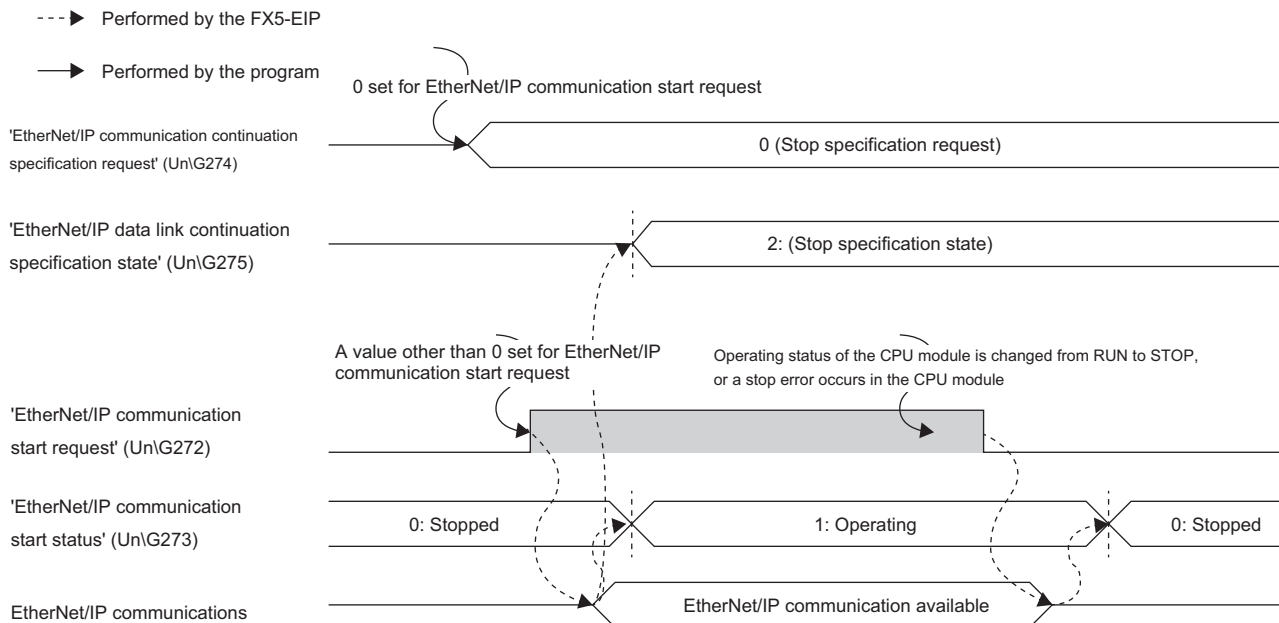 Performed by the FX5-EIP
Performed by the program
0 set for EtherNet/IP communication start request
'EtherNet/IP communication continuation
specification request' (Un\G274)
0 (Stop specification request)
'EtherNet/IP data link continuation
specification state' (Un\G275)
2: (Stop specification state)
A value other than 0 set for EtherNet/IP
communication start request
Operating status of the CPU module is changed from RUN to STOP,
or a stop error occurs in the CPU module
'EtherNet/IP communication
start request' (Un\G272)
'EtherNet/IP communication
start status' (Un\G273)
0: Stopped
1: Operating
0: Stopped
EtherNet/IP communications
EtherNet/IP communication available